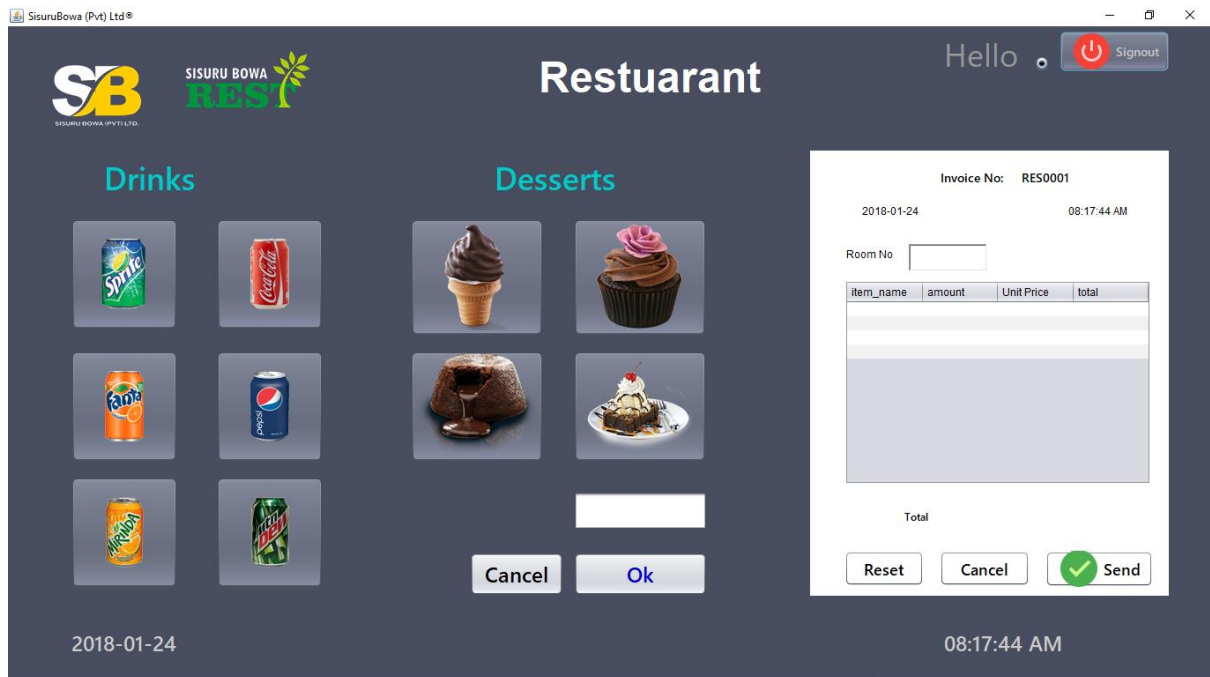 SisuruBowa (Pvt) Ltd®
SB
SISURU BOWA (PVT) LTD.
SISURU BOWA
REST
Restuarant
Hello .
Signout
Drinks
Desserts
Sprite
Coca-Cola
Fanta
pepsi
MIRINDA
mtn DEW
Cancel
Ok
Invoice No: RES0001
2018-01-24 08:17:44 AM
Room No
item_name amount Unit Price total
Total
Reset Cancel Send
2018-01-24 08:17:44 AM